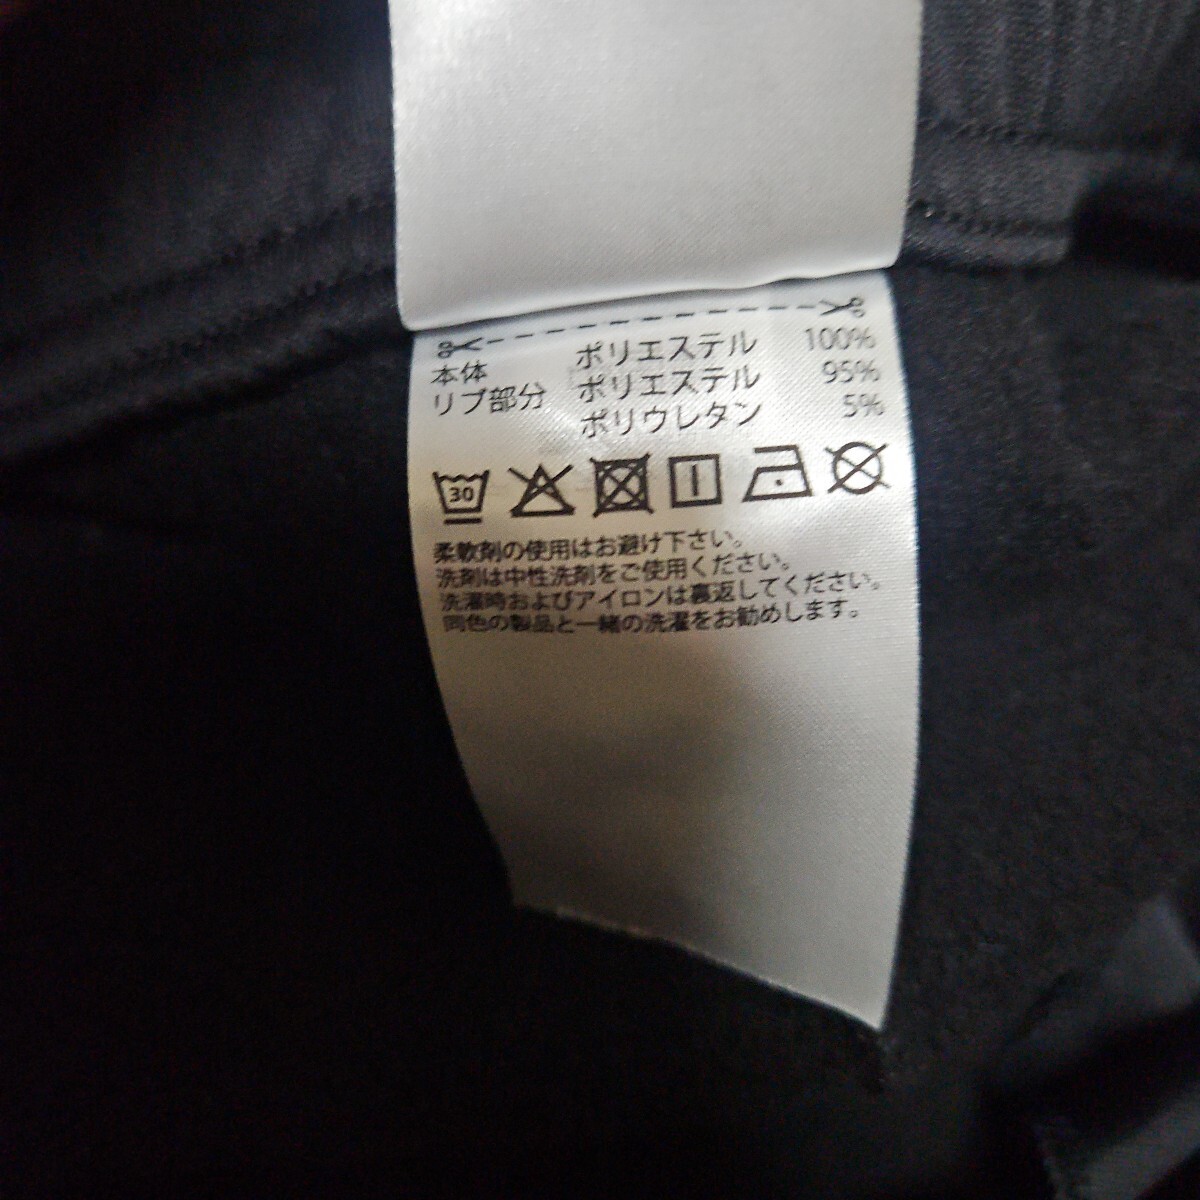 本体 ポリエステル 100%
リブ部分 ポリエステル 95%
ポリウレタン 5%
30
柔軟剤の使用はお避け下さい。
洗剤は中性洗剤をご使用ください。
洗濯時およびアイロンは裏返してください。
同色の製品と一緒の洗濯をお勧めします。